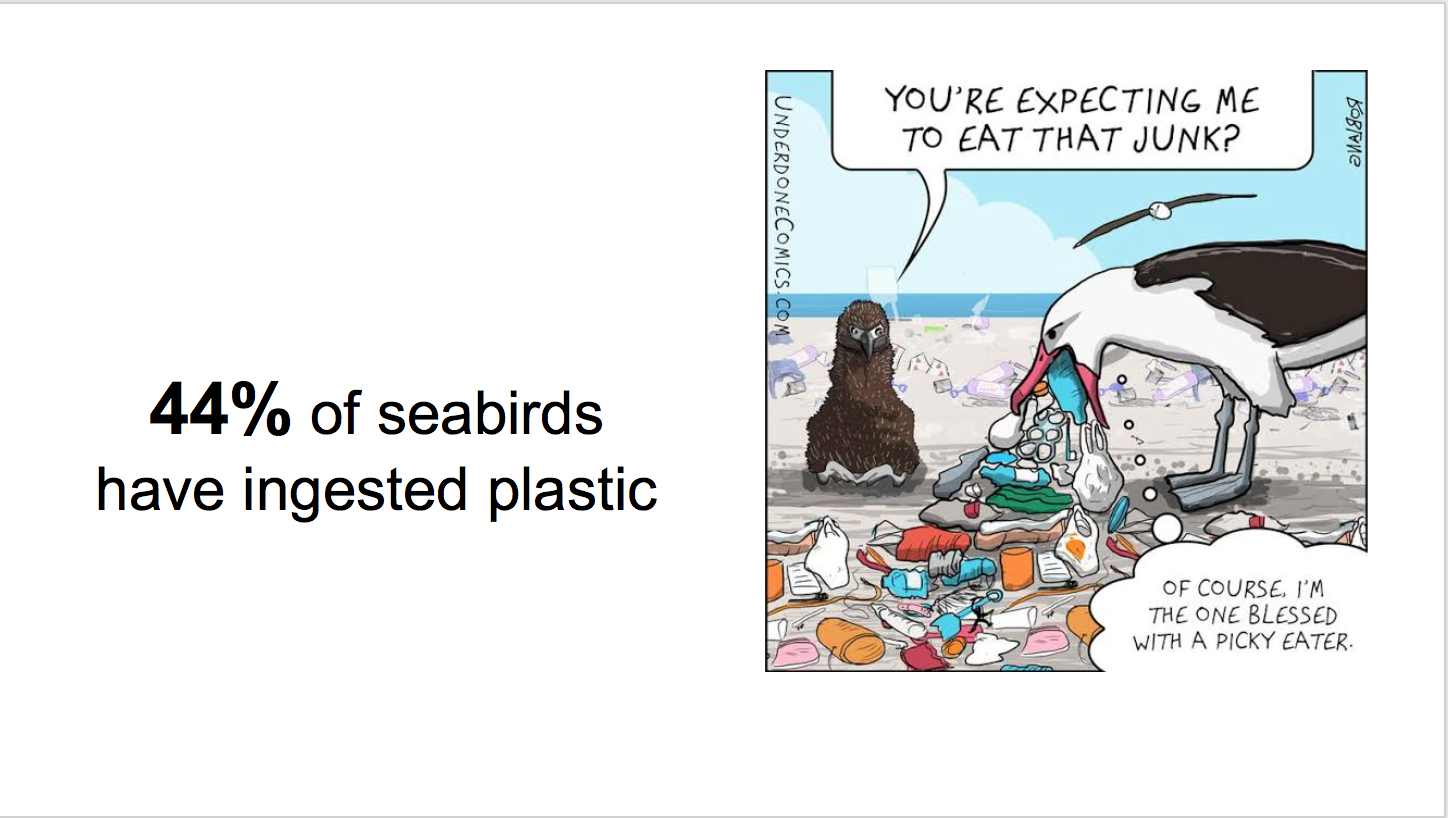 44% of seabirds
have ingested plastic
YOU'RE EXPECTING ME
TO EAT THAT JUNK?
UNDERDONECOMICS.COM
OF COURSE, I'M
THE ONE BLESSED
WITH A PICKY EATER.